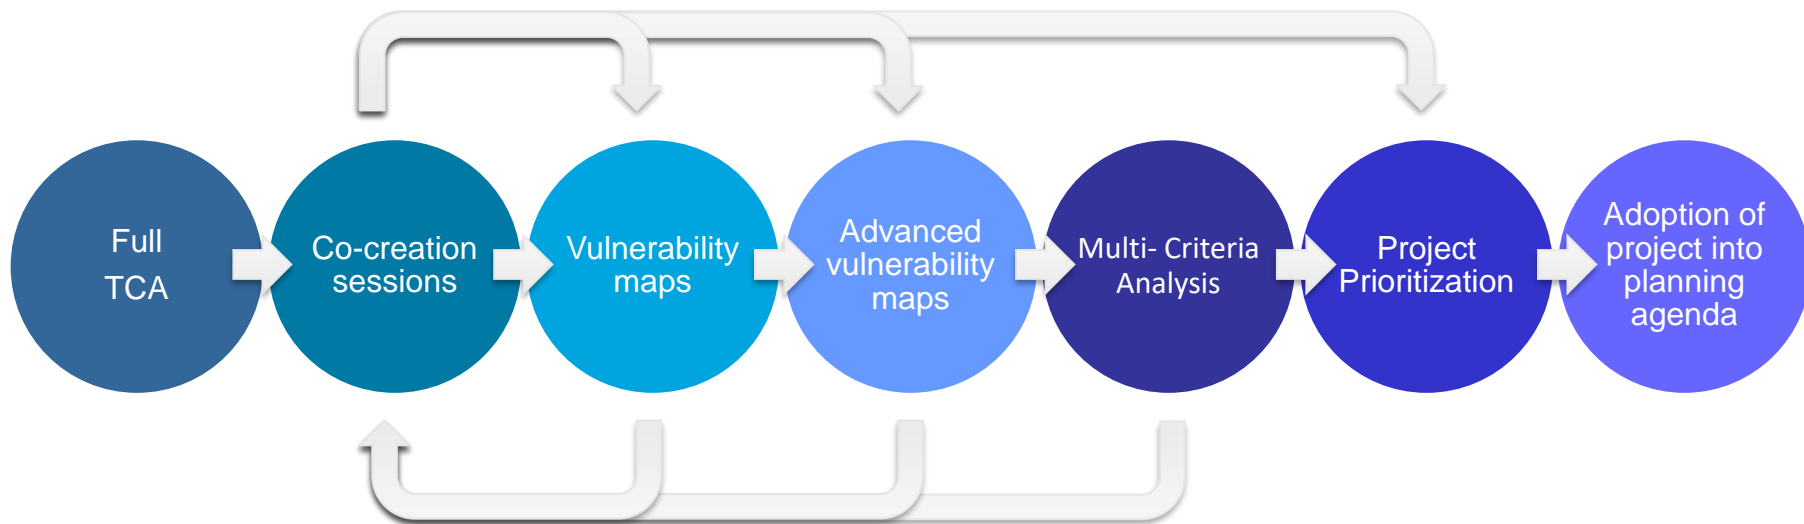 Full
TCA
Co-creation
sessions
Vulnerability
maps
Advanced
vulnerability
maps
Multi- Criteria
Analysis
Project
Prioritization
Adoption of
project into
planning
agenda